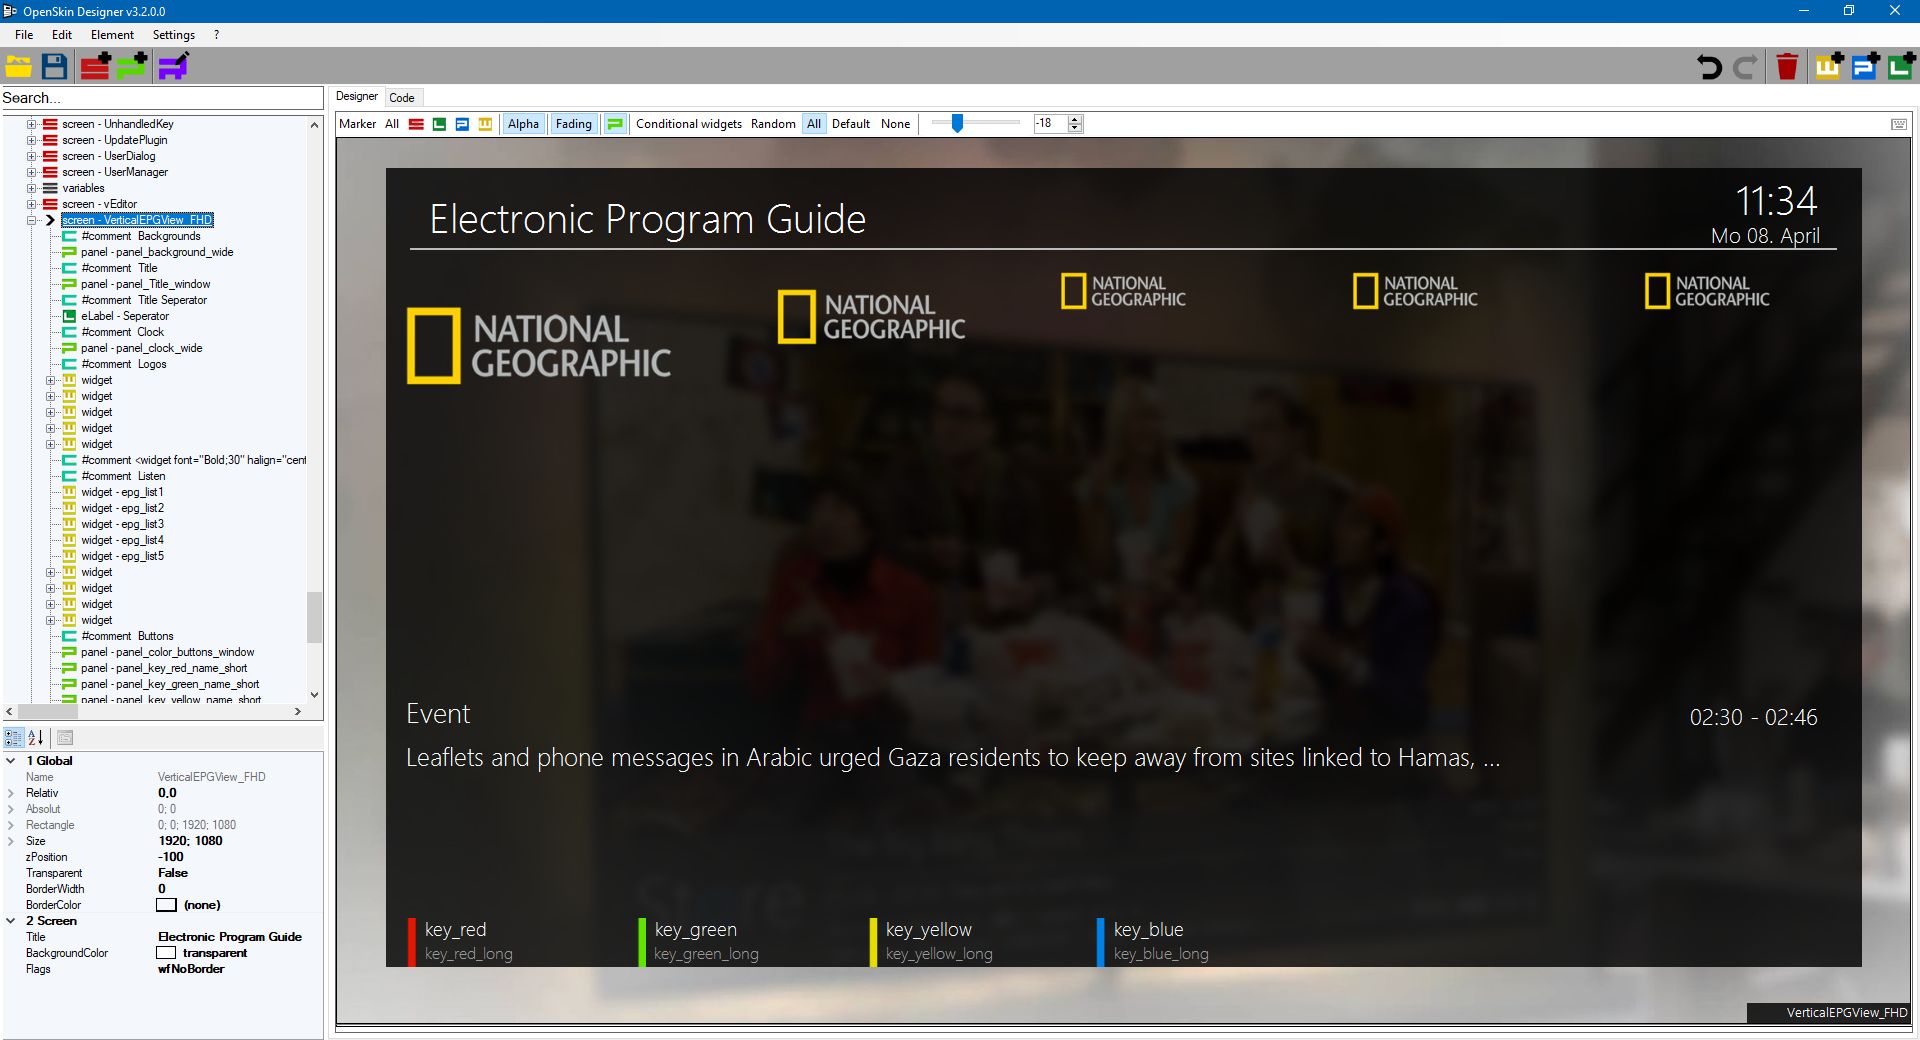 OpenSkin Designer v3.2.0.0
File Edit Element Settings ?
Search...
screen - UnhandledKey
screen - UpdatePlugin
screen - UserDialog
screen - UserManager
variables
screen - vEditor
screen - VerticalEPGView_FHD
#comment Backgrounds
panel - panel_background_wide
#comment Title
panel - panel_Title_window
#comment Title Seperator
eLabel - Seperator
#comment Clock
panel - panel_clock_wide
#comment Logos
widget
widget
widget
widget
widget
#comment <widget font="Bold;30" halign="cent
#comment Listen
widget - epg_list1
widget - epg_list2
widget - epg_list3
widget - epg_list4
widget - epg_list5
widget
widget
widget
widget
#comment Buttons
panel - panel_color_buttons_window
panel - panel_key_red_name_short
panel - panel_key_green_name_short
panel - panel_key_yellow_name_short
1 Global
Name VerticalEPGView_FHD
Relativ 0.0
Absolut 0; 0
Rectangle 0; 0; 1920; 1080
Size 1920; 1080
zPosition -100
Transparent False
BorderWidth 0
BorderColor (none)
2 Screen
Title Electronic Program Guide
BackgroundColor transparent
Flags wfNoBorder
Designer Code
Marker All Alpha Fading Conditional widgets Random All Default None -18
Electronic Program Guide
11:34
Mo 08. April
NATIONAL
GEOGRAPHIC
NATIONAL
GEOGRAPHIC
NATIONAL
GEOGRAPHIC
NATIONAL
GEOGRAPHIC
NATIONAL
GEOGRAPHIC
Event 02:30 - 02:46
Leaflets and phone messages in Arabic urged Gaza residents to keep away from sites linked to Hamas, ...
Store
key_red key_green key_yellow key_blue
key_red_long key_green_long key_yellow_long key_blue_long
VerticalEPGView_FHD